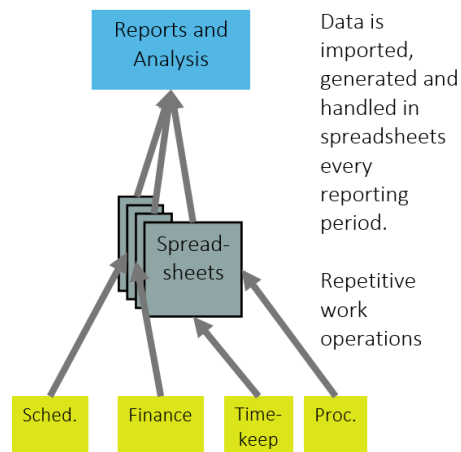 Reports and
Analysis
Data is
imported,
generated and
handled in
spreadsheets
every
reporting
period.
Spread-
sheets
Repetitive
work
operations
Sched.
Finance
Time-
keep
Proc.